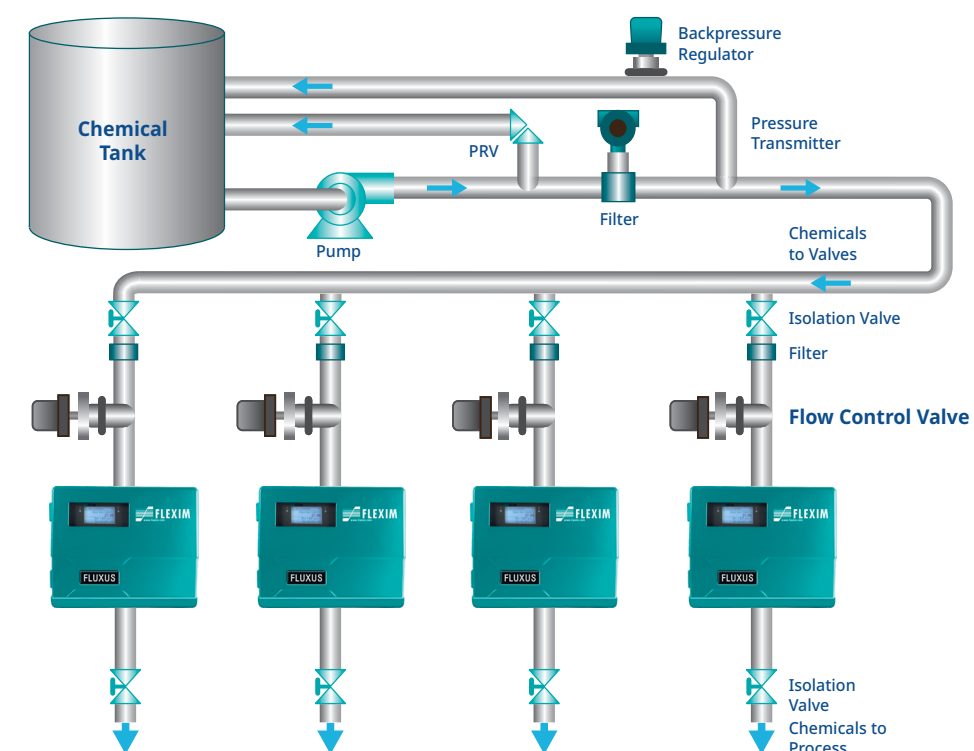 Backpressure
Regulator
Chemical
Tank
PRV
Pressure
Transmitter
Filter
Pump
Chemicals
to Valves
Isolation Valve
Filter
Flow Control Valve
FLEXIM
FLEXIM
FLEXIM
FLEXIM
FLUXUS
FLUXUS
FLUXUS
FLUXUS
Isolation
Valve
Chemicals to
Process